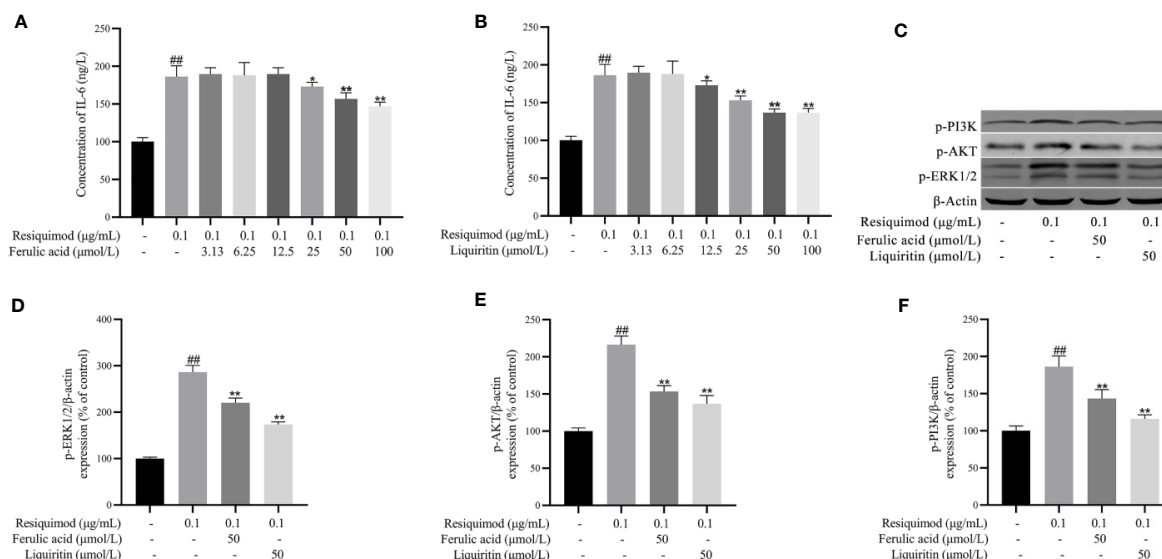 A
Concentration of IL-6 (ng/L)
250
200
150
100
50
0
##
*
**
**
Resiquimod (μg/mL) - 0.1 0.1 0.1 0.1 0.1 0.1 0.1
Ferulic acid (μmol/L) - - 3.13 6.25 12.5 25 50 100
B
Concentration of IL-6 (ng/L)
250
200
150
100
50
0
##
*
**
**
**
Resiquimod (μg/mL) - 0.1 0.1 0.1 0.1 0.1 0.1 0.1
Liquiritin (μmol/L) - - 3.13 6.25 12.5 25 50 100
C
p-PI3K
p-AKT
p-ERK1/2
β-Actin
Resiquimod (μg/mL) - 0.1 0.1 0.1
Ferulic acid (μmol/L) - - 50 -
Liquiritin (μmol/L) - - - 50
D
p-ERK1/2/β-actin
expression (% of control)
400
300
200
100
0
##
**
**
Resiquimod (μg/mL) - 0.1 0.1 0.1
Ferulic acid (μmol/L) - - 50 -
Liquiritin (μmol/L) - - - 50
E
p-AKT/β-actin
expression (% of control)
250
200
150
100
50
0
##
**
**
Resiquimod (μg/mL) - 0.1 0.1 0.1
Ferulic acid (μmol/L) - - 50 -
Liquiritin (μmol/L) - - - 50
F
p-PI3K/β-actin
expression (% of control)
250
200
150
100
50
0
##
**
**
Resiquimod (μg/mL) - 0.1 0.1 0.1
Ferulic acid (μmol/L) - - 50 -
Liquiritin (μmol/L) - - - 50